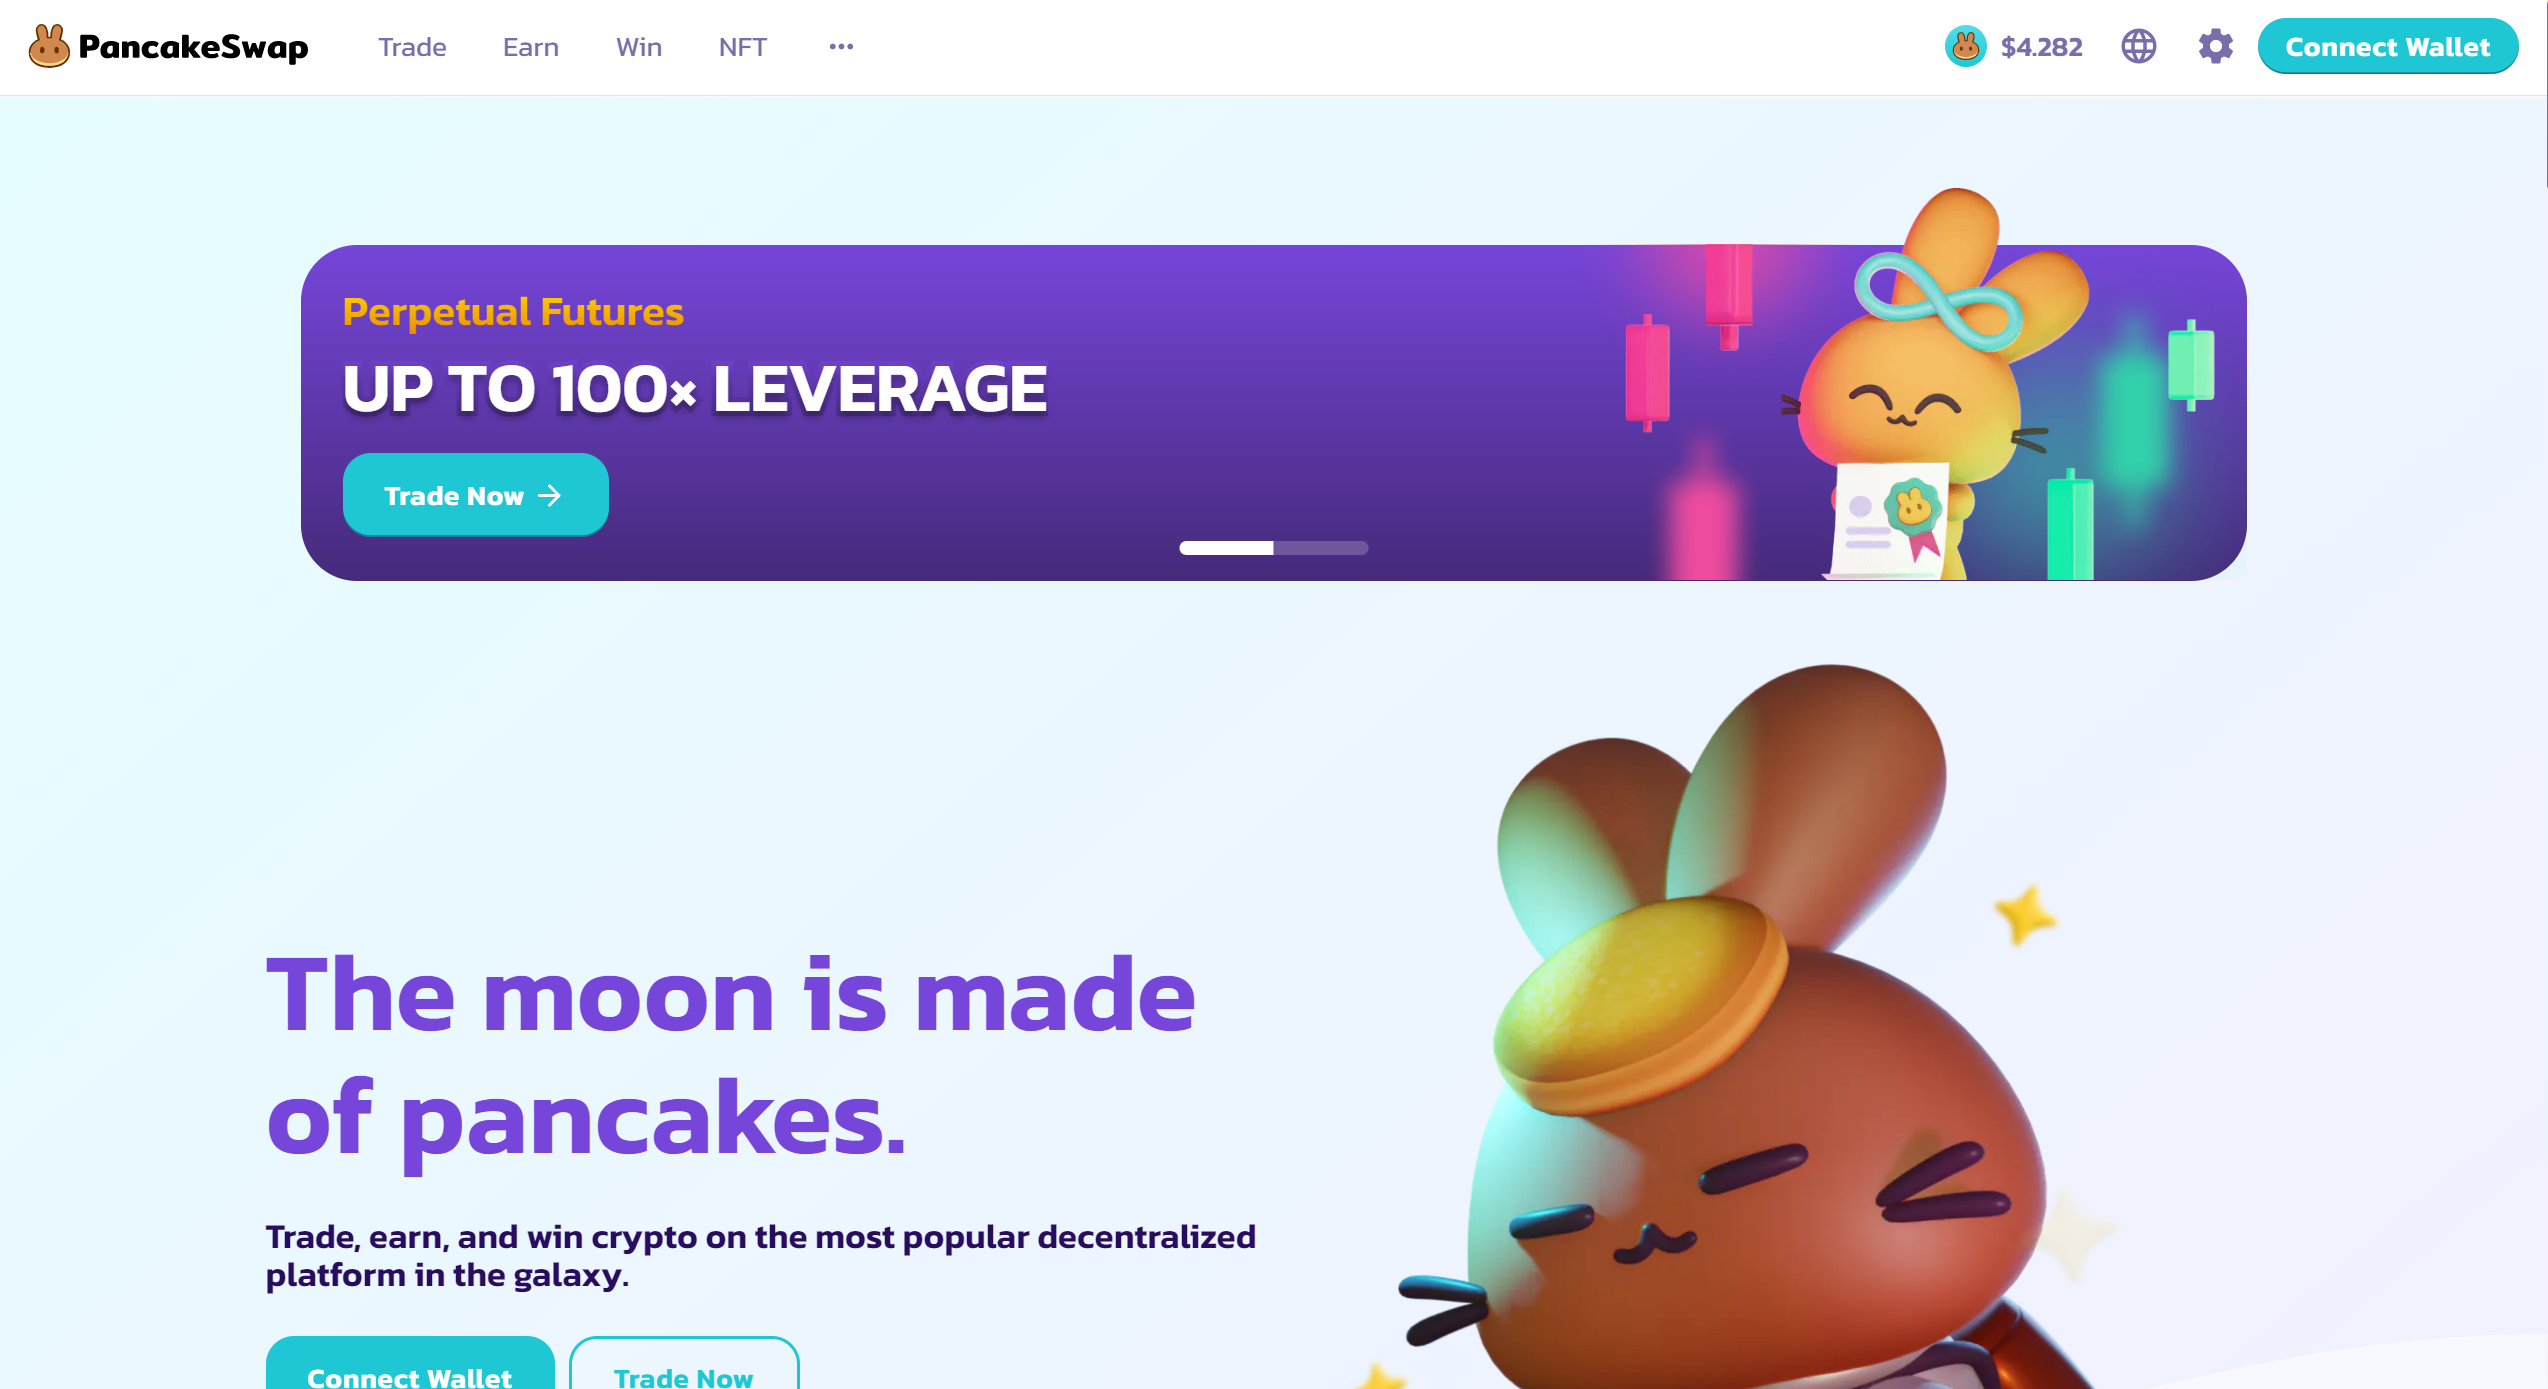 PancakeSwap
Trade
Earn
Win
NFT
$4.282
Connect Wallet
Perpetual Futures
UP TO 100× LEVERAGE
Trade Now
The moon is made
of pancakes.
Trade, earn, and win crypto on the most popular decentralized
platform in the galaxy.
Connect Wallet
Trade Now